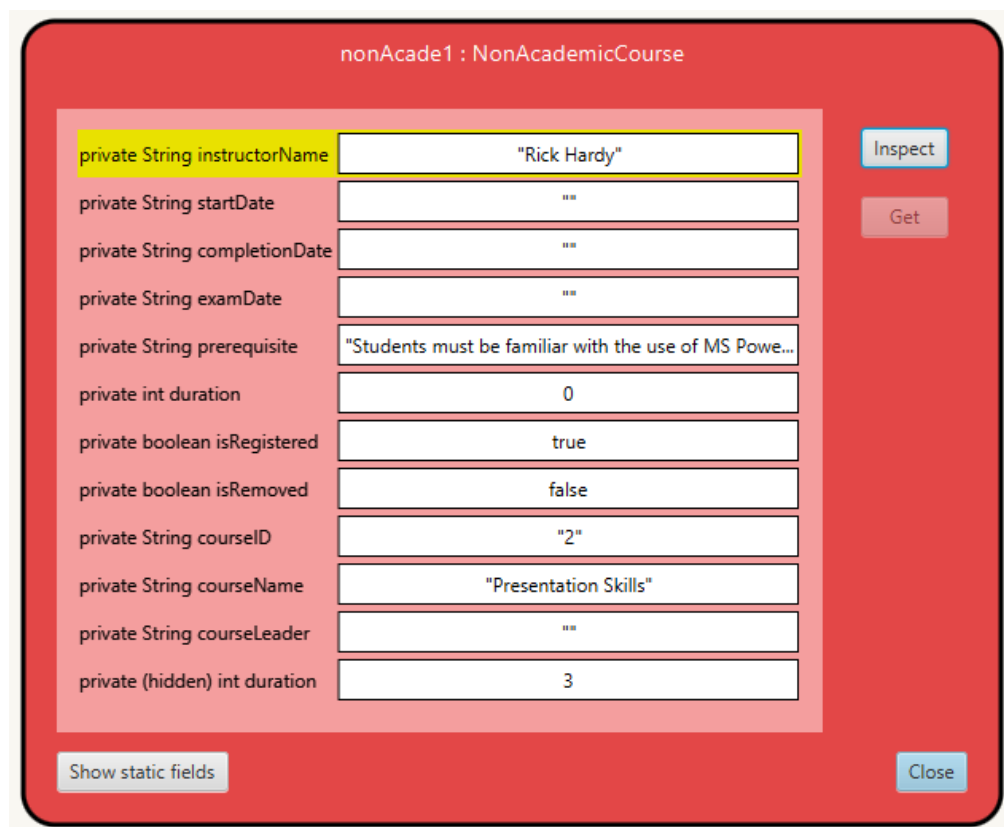 nonAcade1 : NonAcademicCourse
private String instructorName "Rick Hardy"
Inspect
private String startDate ""
Get
private String completionDate ""
private String examDate ""
private String prerequisite "Students must be familiar with the use of MS Powe...
private int duration 0
private boolean isRegistered true
private boolean isRemoved false
private String courseID "2"
private String courseName "Presentation Skills"
private String courseLeader ""
private (hidden) int duration 3
Show static fields
Close